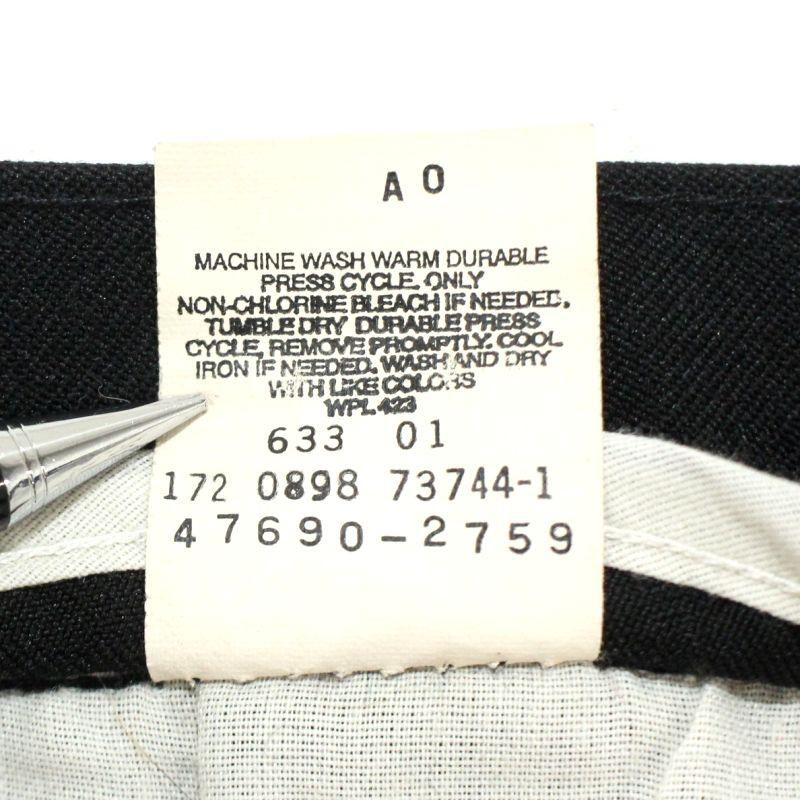 A O
MACHINE WASH WARM DURABLE
PRESS CYCLE. ONLY
NON-CHLORINE BLEACH IF NEEDED.
TUMBLE DRY DURABLE PRESS
CYCLE, REMOVE PROMPTLY. COOL
IRON IF NEEDED. WASH AND DRY
WITH LIKE COLORS
WPL 423
633 01
172 0898 73744-1
47690-2759